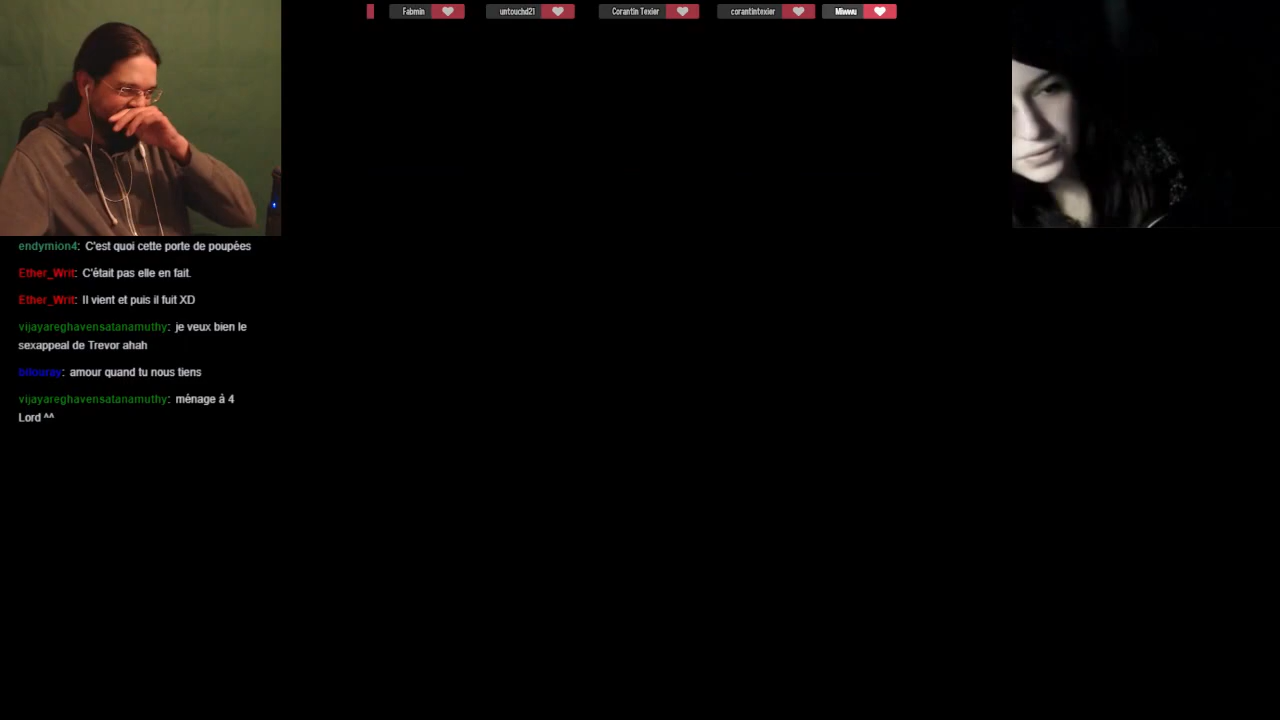 Fabmin
untouchd21
Corantin Texier
corantintexier
Miwwu
endymion4: C'est quoi cette porte de poupées
Ether_Writ: C'était pas elle en fait.
Ether_Writ: Il vient et puis il fuit XD
vijayareghavensatanamuthy: je veux bien le
sexappeal de Trevor ahah
bilouray: amour quand tu nous tiens
vijayareghavensatanamuthy: ménage à 4
Lord ^^